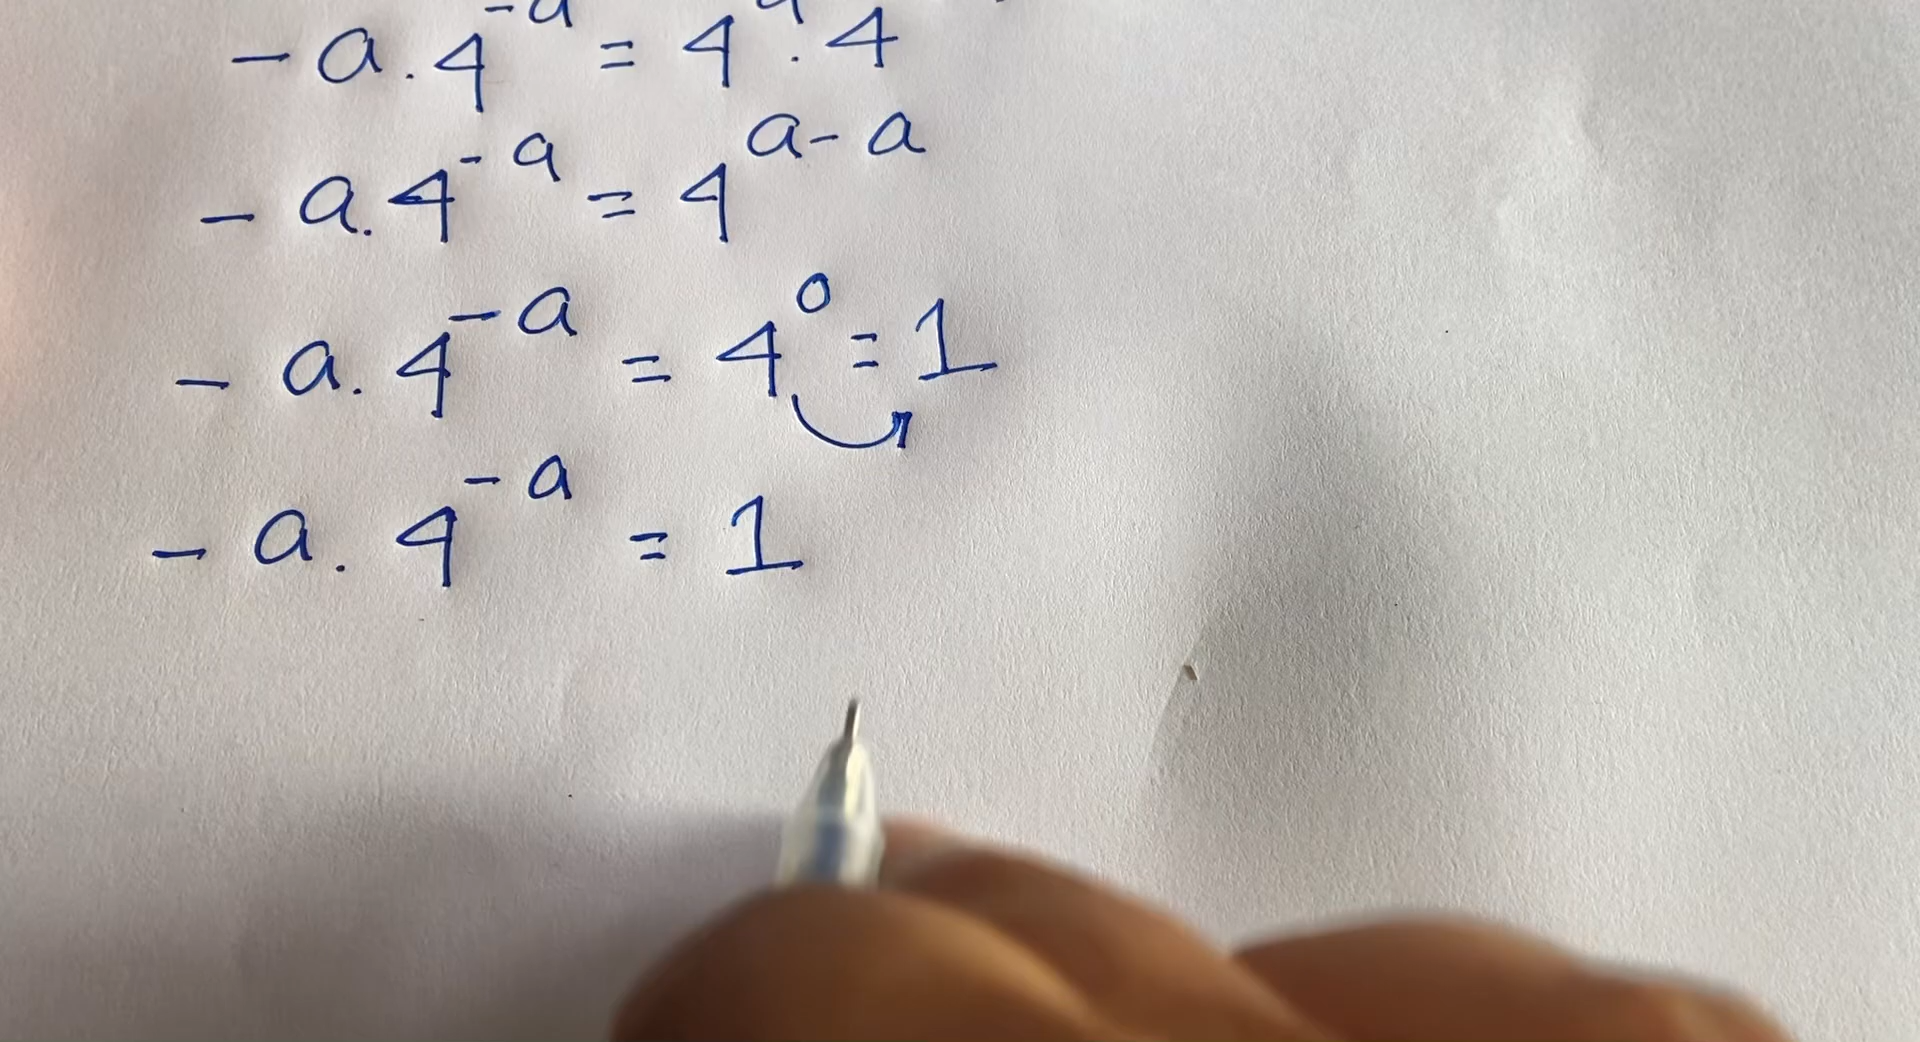 - a . 4^-a = 4^a . 4
- a . 4^-a = 4^a-a
- a . 4^-a = 4^0 = 1
- a . 4^-a = 1